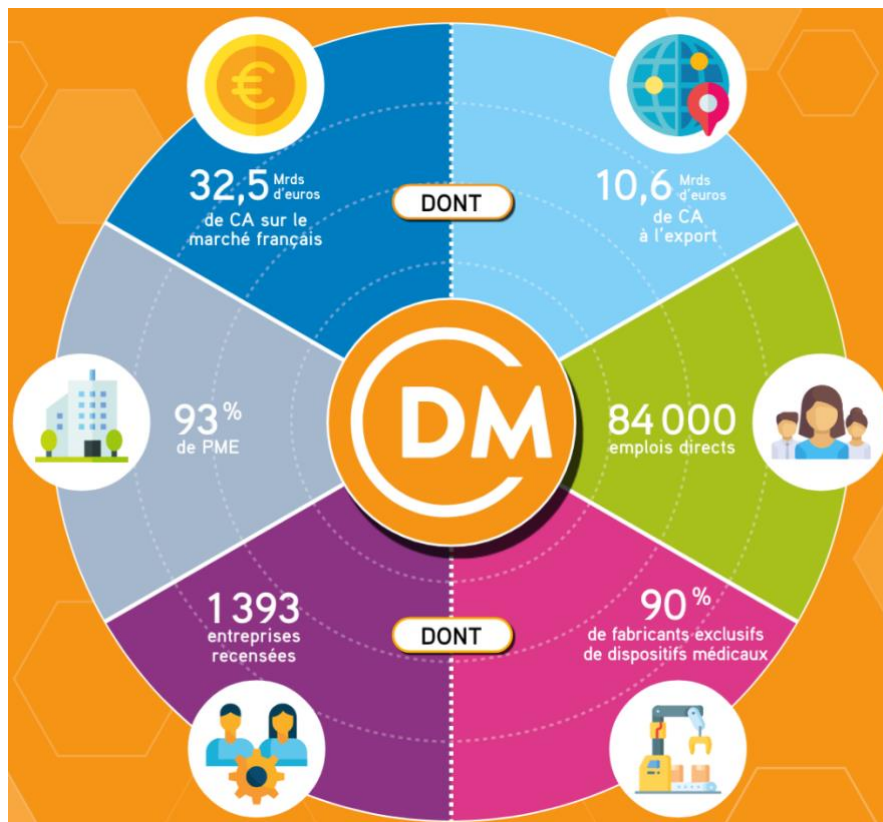 32,5 Mrds d'euros
de CA sur le
marché français
DONT
10,6 Mrds d'euros
de CA
à l'export
93%
de PME
DM
84 000
emplois directs
1 393
entreprises
recensées
DONT
90%
de fabricants exclusifs
de dispositifs médicaux